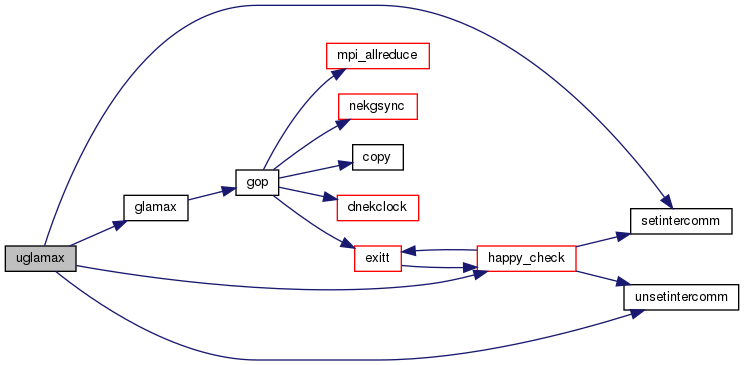 mpi_allreduce
nekgsync
copy
gop
glamax
dnekclock
setintercomm
uglamax
exitt
happy_check
unsetintercomm